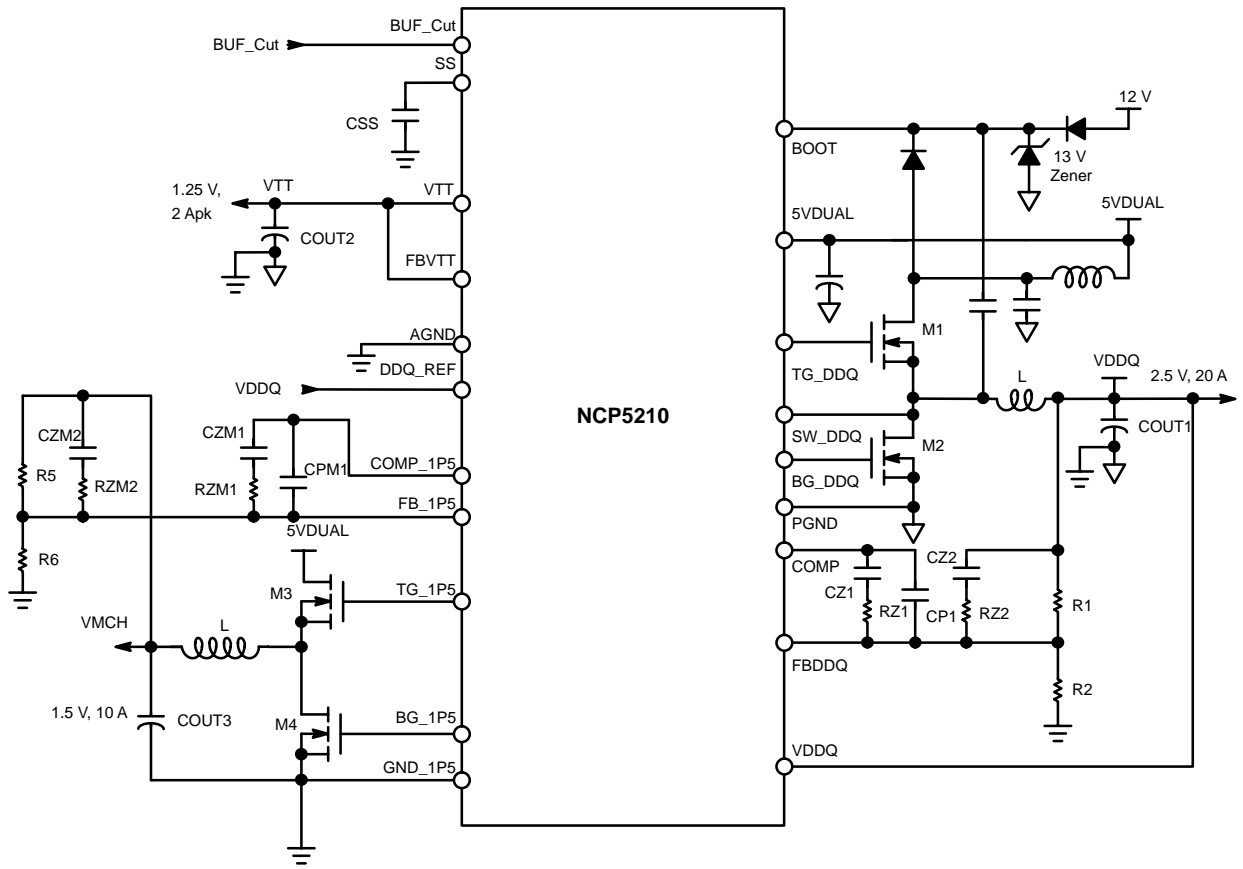 BUF_Cut
BUF_Cut
SS
CSS
1.25 V,
2 Apk
VTT
VTT
COUT2
FBVTT
AGND
DDQ_REF
VDDQ
CZM2
CZM1
COMP_1P5
CPM1
R5
RZM2
RZM1
FB_1P5
5VDUAL
R6
M3
TG_1P5
VMCH
L
1.5 V, 10 A
COUT3
M4
BG_1P5
GND_1P5
NCP5210
12 V
BOOT
13 V
Zener
5VDUAL
5VDUAL
M1
TG_DDQ
VDDQ
2.5 V, 20 A
L
COUT1
SW_DDQ
M2
BG_DDQ
PGND
COMP
CZ2
CZ1
RZ1
CP1
RZ2
R1
FBDDQ
R2
VDDQ